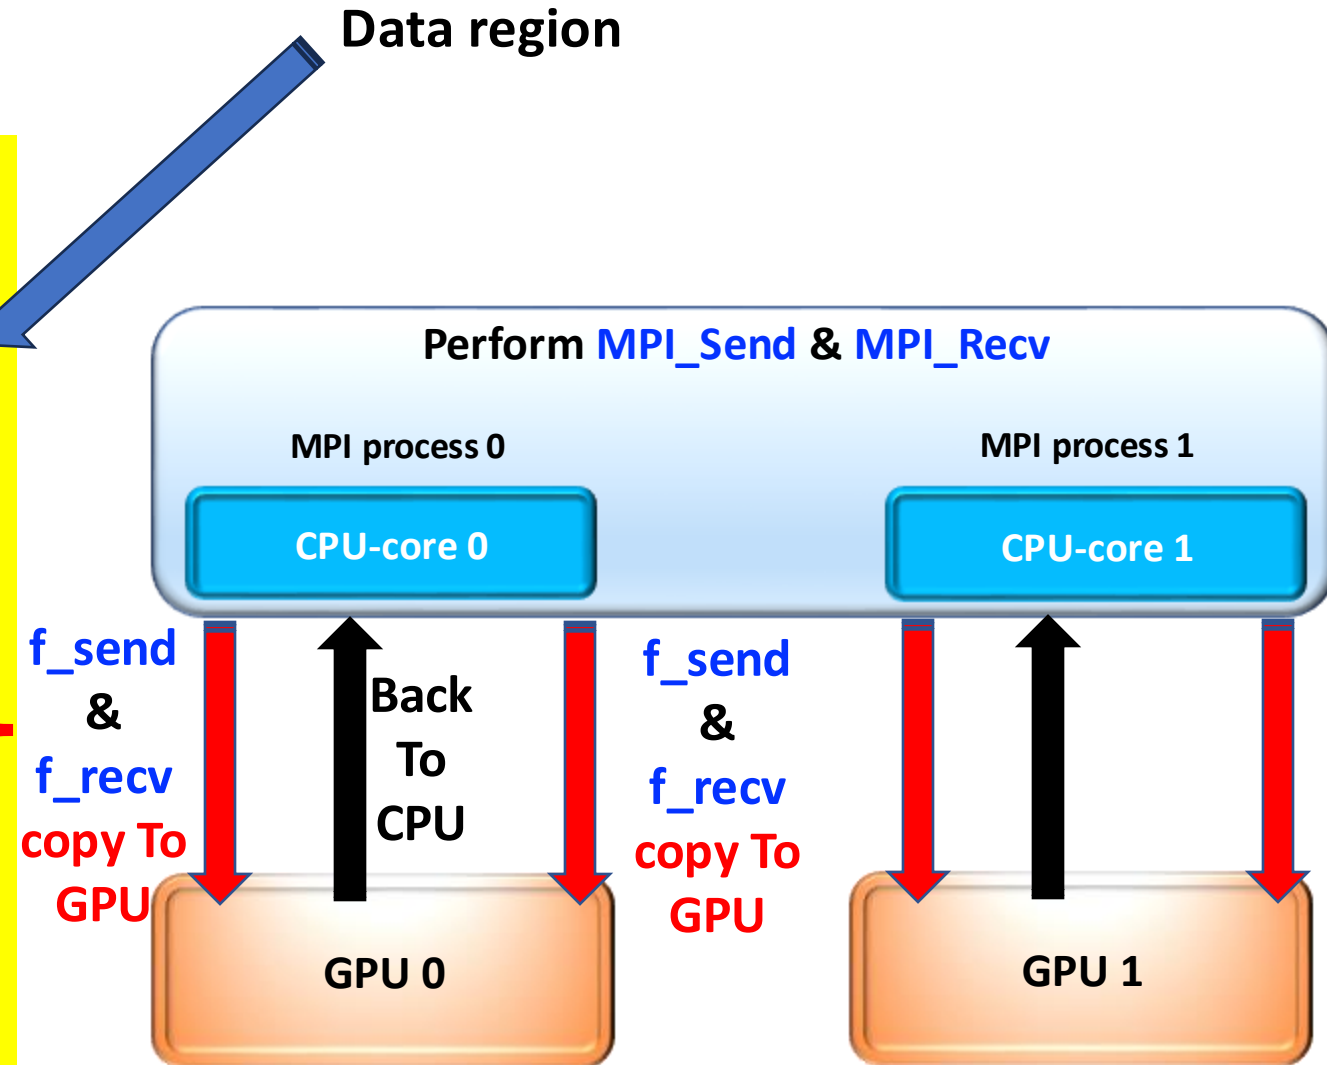 Data region
Perform MPI_Send & MPI_Recv
MPI process 0
MPI process 1
CPU-core 0
CPU-core 1
f_send
&
f_recv
copy To
GPU
Back
To
CPU
f_send
&
f_recv
copy To
GPU
GPU 0
GPU 1